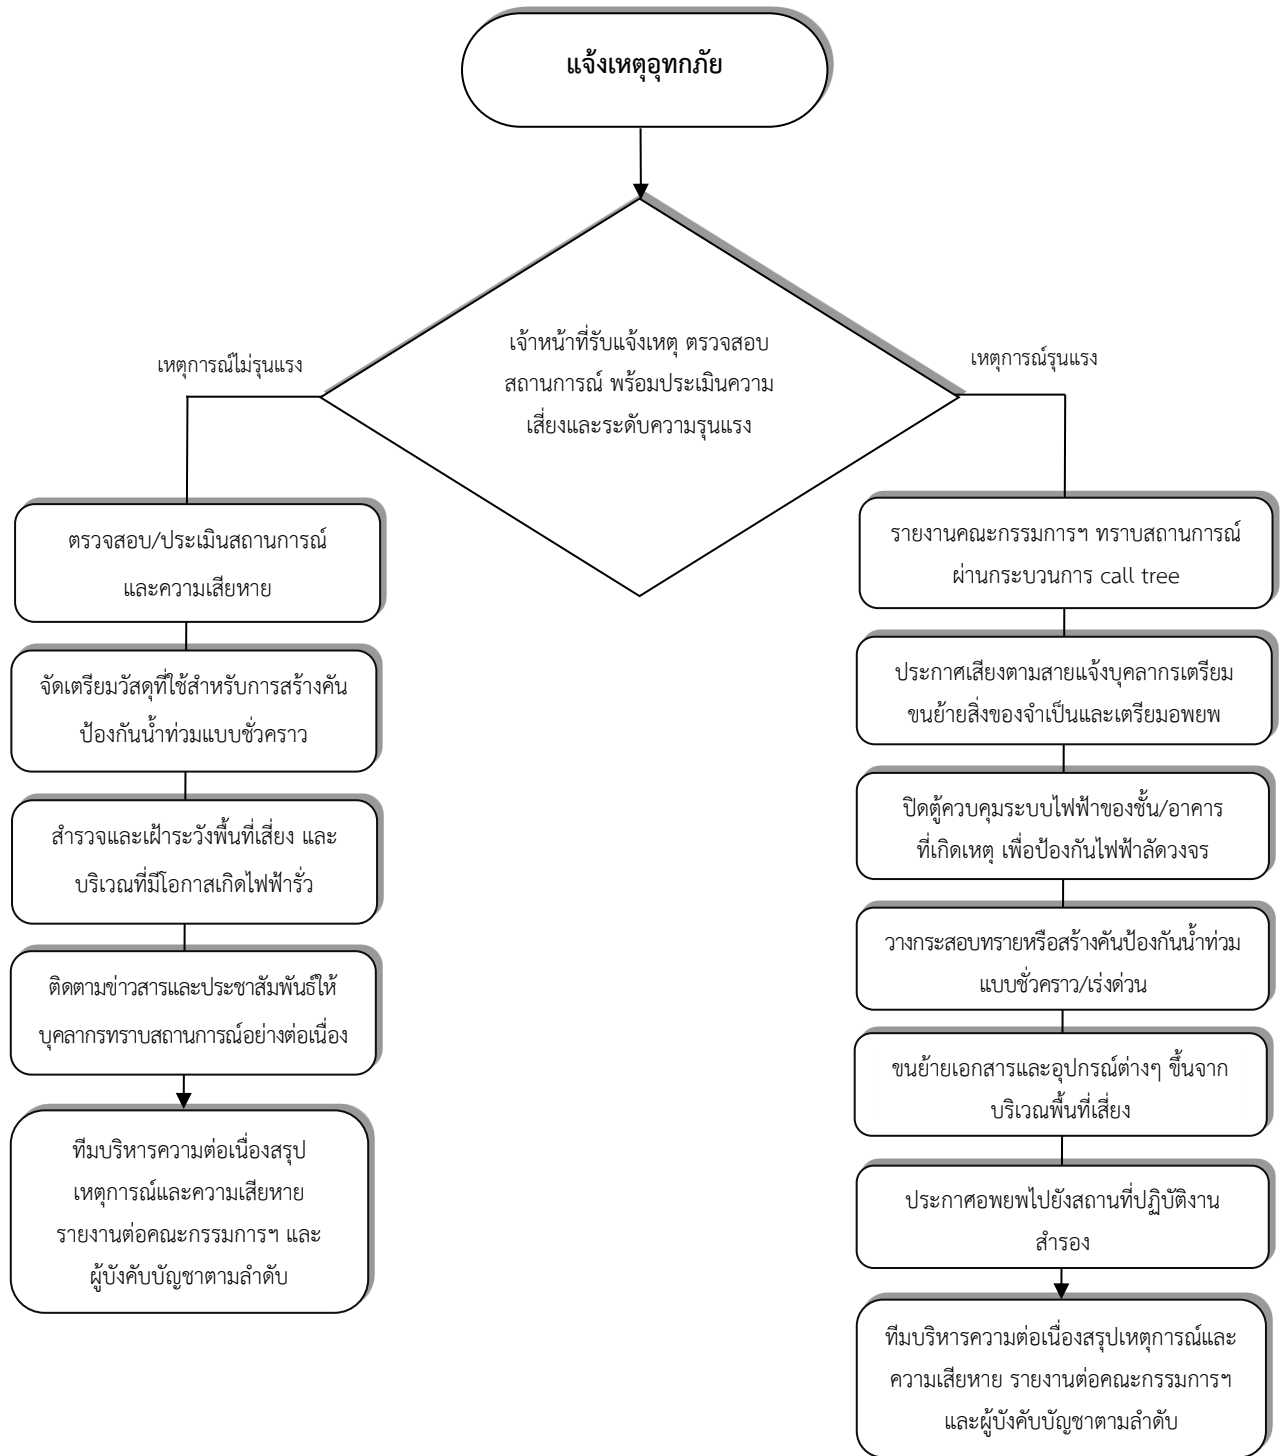 แจ้งเหตุอุทกภัย
เจ้าหน้าที่รับแจ้งเหตุ ตรวจสอบ
สถานการณ์ พร้อมประเมินความ
เสี่ยงและระดับความรุนแรง
เหตุการณ์ไม่รุนแรง
เหตุการณ์รุนแรง
ตรวจสอบ/ประเมินสถานการณ์
และความเสียหาย
จัดเตรียมวัสดุที่ใช้สำหรับการสร้างคัน
ป้องกันน้ำท่วมแบบชั่วคราว
สำรวจและเฝ้าระวังพื้นที่เสี่ยง และ
บริเวณที่มีโอกาสเกิดไฟฟ้ารั่ว
ติดตามข่าวสารและประชาสัมพันธ์ให้
บุคลากรทราบสถานการณ์อย่างต่อเนื่อง
ทีมบริหารความต่อเนื่องสรุป
เหตุการณ์และความเสียหาย
รายงานต่อคณะกรรมการฯ และ
ผู้บังคับบัญชาตามลำดับ
รายงานคณะกรรมการฯ ทราบสถานการณ์
ผ่านกระบวนการ call tree
ประกาศเสียงตามสายแจ้งบุคลากรเตรียม
ขนย้ายสิ่งของจำเป็นและเตรียมอพยพ
ปิดตู้ควบคุมระบบไฟฟ้าของชั้น/อาคาร
ที่เกิดเหตุ เพื่อป้องกันไฟฟ้าลัดวงจร
วางกระสอบทรายหรือสร้างคันป้องกันน้ำท่วม
แบบชั่วคราว/เร่งด่วน
ขนย้ายเอกสารและอุปกรณ์ต่างๆ ขึ้นจาก
บริเวณพื้นที่เสี่ยง
ประกาศอพยพไปยังสถานที่ปฏิบัติงาน
สำรอง
ทีมบริหารความต่อเนื่องสรุปเหตุการณ์และ
ความเสียหาย รายงานต่อคณะกรรมการฯ
และผู้บังคับบัญชาตามลำดับ